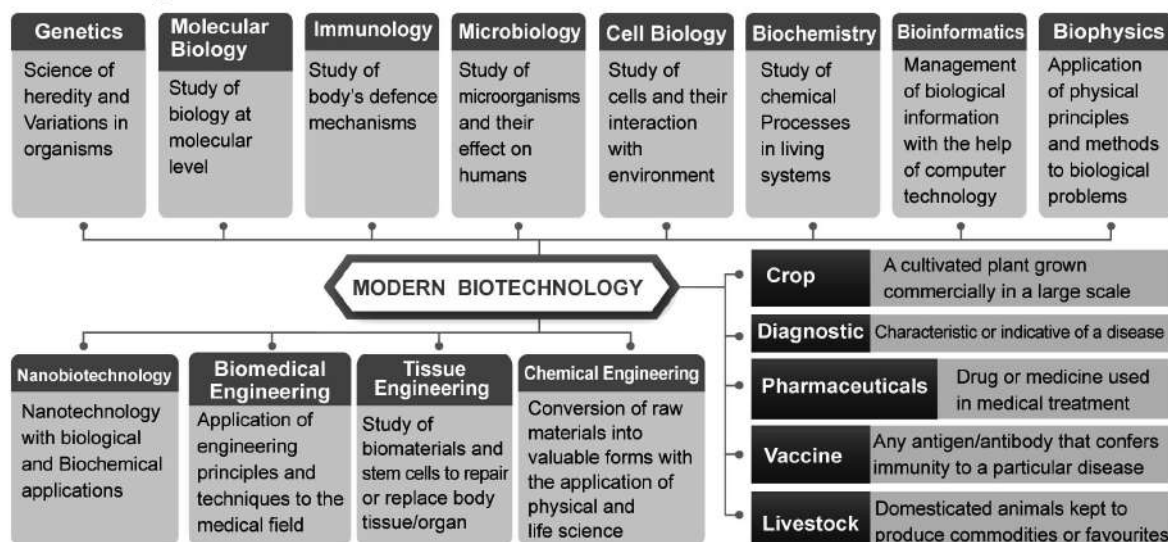 Genetics
Science of
heredity and
Variations in
organisms
Molecular
Biology
Study of
biology at
molecular
level
Immunology
Study of
body's defence
mechanisms
Microbiology
Study of
microorganisms
and their
effect on
humans
Cell Biology
Study of
cells and their
interaction
with
environment
Biochemistry
Study of
chemical
Processes
in living
systems
Bioinformatics
Management
of biological
information
with the help
of computer
technology
Biophysics
Application
of physical
principles
and methods
to biological
problems
MODERN BIOTECHNOLOGY
Nanobiotechnology
Nanotechnology
with biological
and Biochemical
applications
Biomedical
Engineering
Application of
engineering
principles and
techniques to the
medical field
Tissue
Engineering
Study of
biomaterials and
stem cells to repair
or replace body
tissue/organ
Chemical Engineering
Conversion of raw
materials into
valuable forms with
the application of
physical and
life science
Crop
A cultivated plant grown
commercially in a large scale
Diagnostic
Characteristic or indicative of a disease
Pharmaceuticals
Drug or medicine used
in medical treatment
Vaccine
Any antigen/antibody that confers
immunity to a particular disease
Livestock
Domesticated animals kept to
produce commodities or favourites